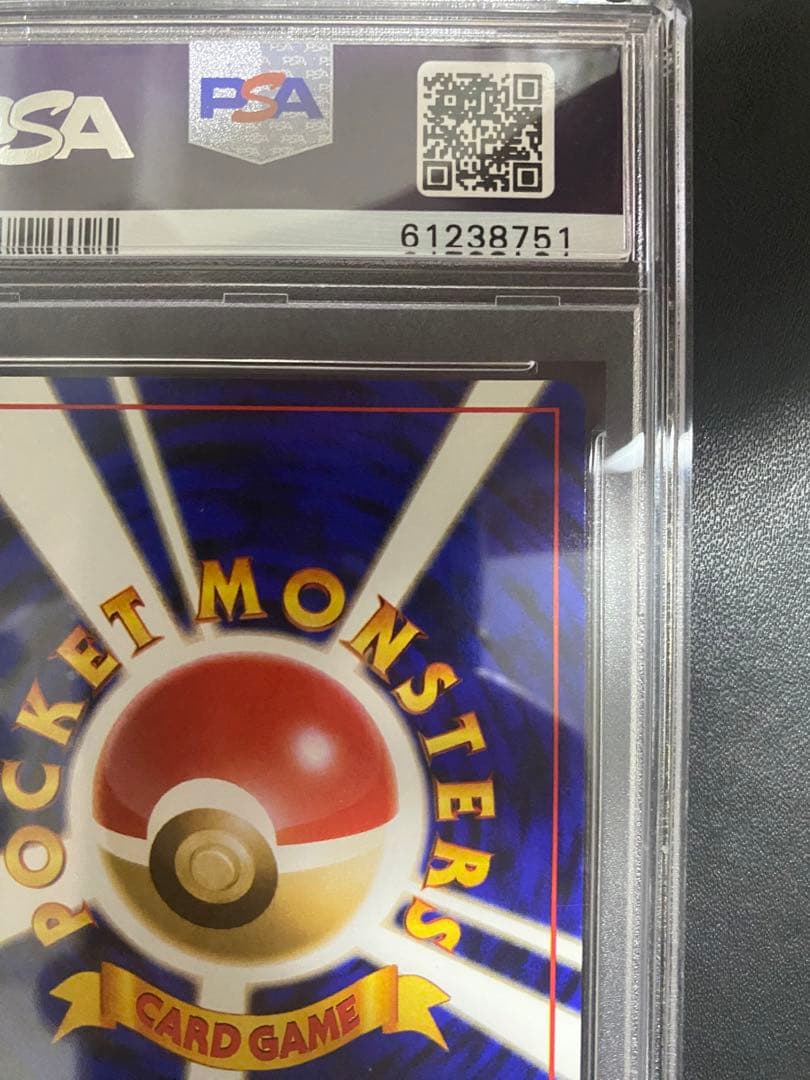 PSA
PSA
61238751
POCKET MONSTERS
CARD GAME